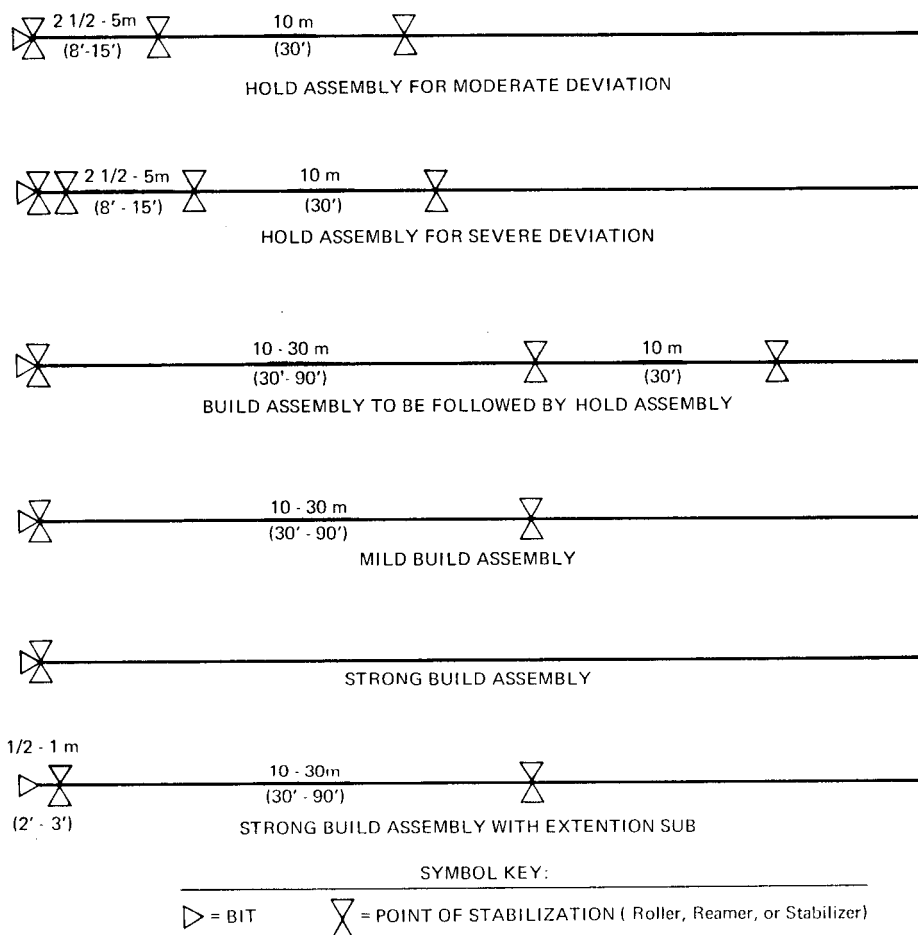 2 1/2 - 5m 10 m
(8'-15') (30')
HOLD ASSEMBLY FOR MODERATE DEVIATION
2 1/2 - 5m 10 m
(8' - 15') (30')
HOLD ASSEMBLY FOR SEVERE DEVIATION
10 - 30 m 10 m
(30'- 90') (30')
BUILD ASSEMBLY TO BE FOLLOWED BY HOLD ASSEMBLY
10 - 30 m
(30' - 90')
MILD BUILD ASSEMBLY
STRONG BUILD ASSEMBLY
1/2 - 1 m 10 - 30m
(2' - 3') (30' - 90')
STRONG BUILD ASSEMBLY WITH EXTENTION SUB
SYMBOL KEY:
= BIT = POINT OF STABILIZATION ( Roller, Reamer, or Stabilizer)